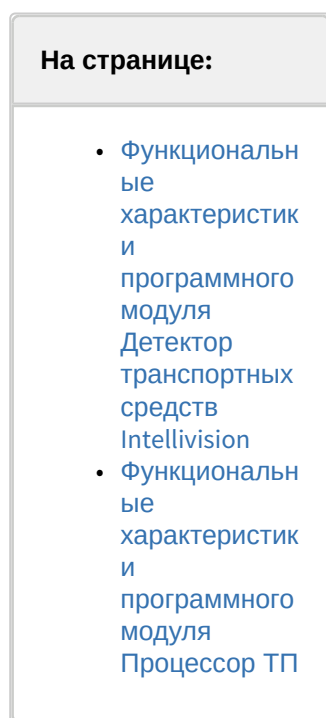 На странице:
• Функциональн
ые
характеристик
и
программного
модуля
Детектор
транспортных
средств
Intellivision
• Функциональн
ые
характеристик
и
программного
модуля
Процессор ТП